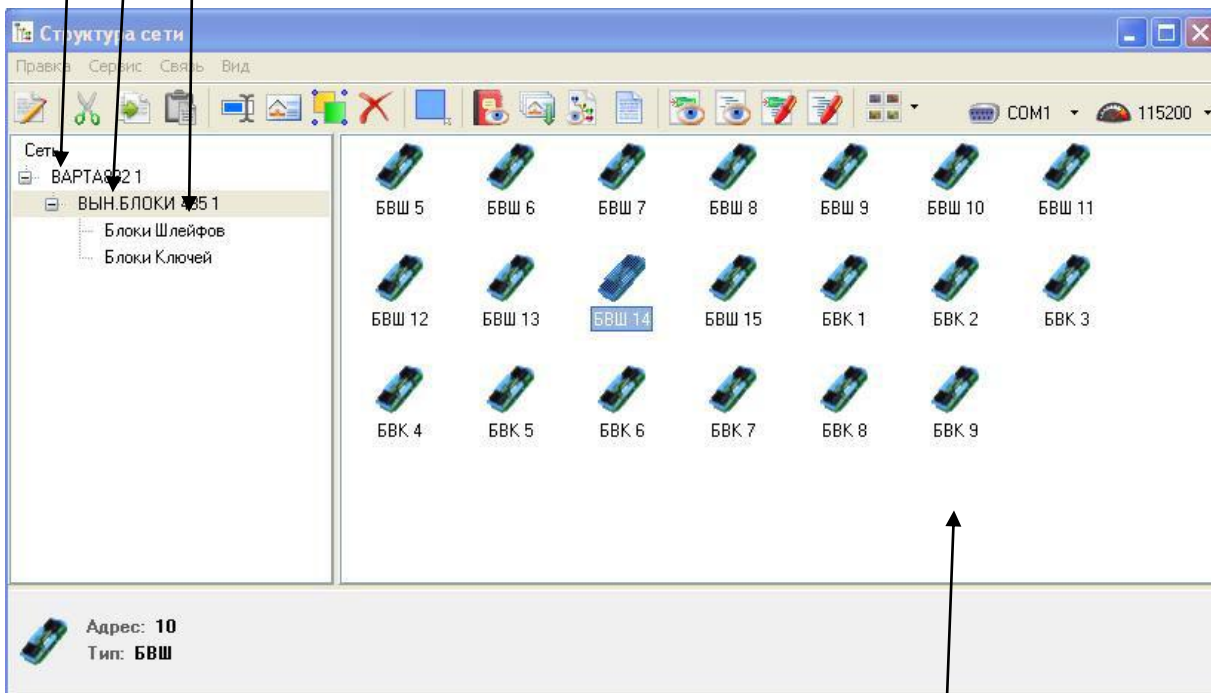 Структура сети
Правка Сервис Связь Вид
COM1 115200
Сеть
ВАРТА832 1
ВЫН.БЛОКИ 485 1
Блоки Шлейфов
Блоки Ключей
БВШ 5 БВШ 6 БВШ 7 БВШ 8 БВШ 9 БВШ 10 БВШ 11
БВШ 12 БВШ 13 БВШ 14 БВШ 15 БВК 1 БВК 2 БВК 3
БВК 4 БВК 5 БВК 6 БВК 7 БВК 8 БВК 9
Адрес: 10
Тип: БВШ